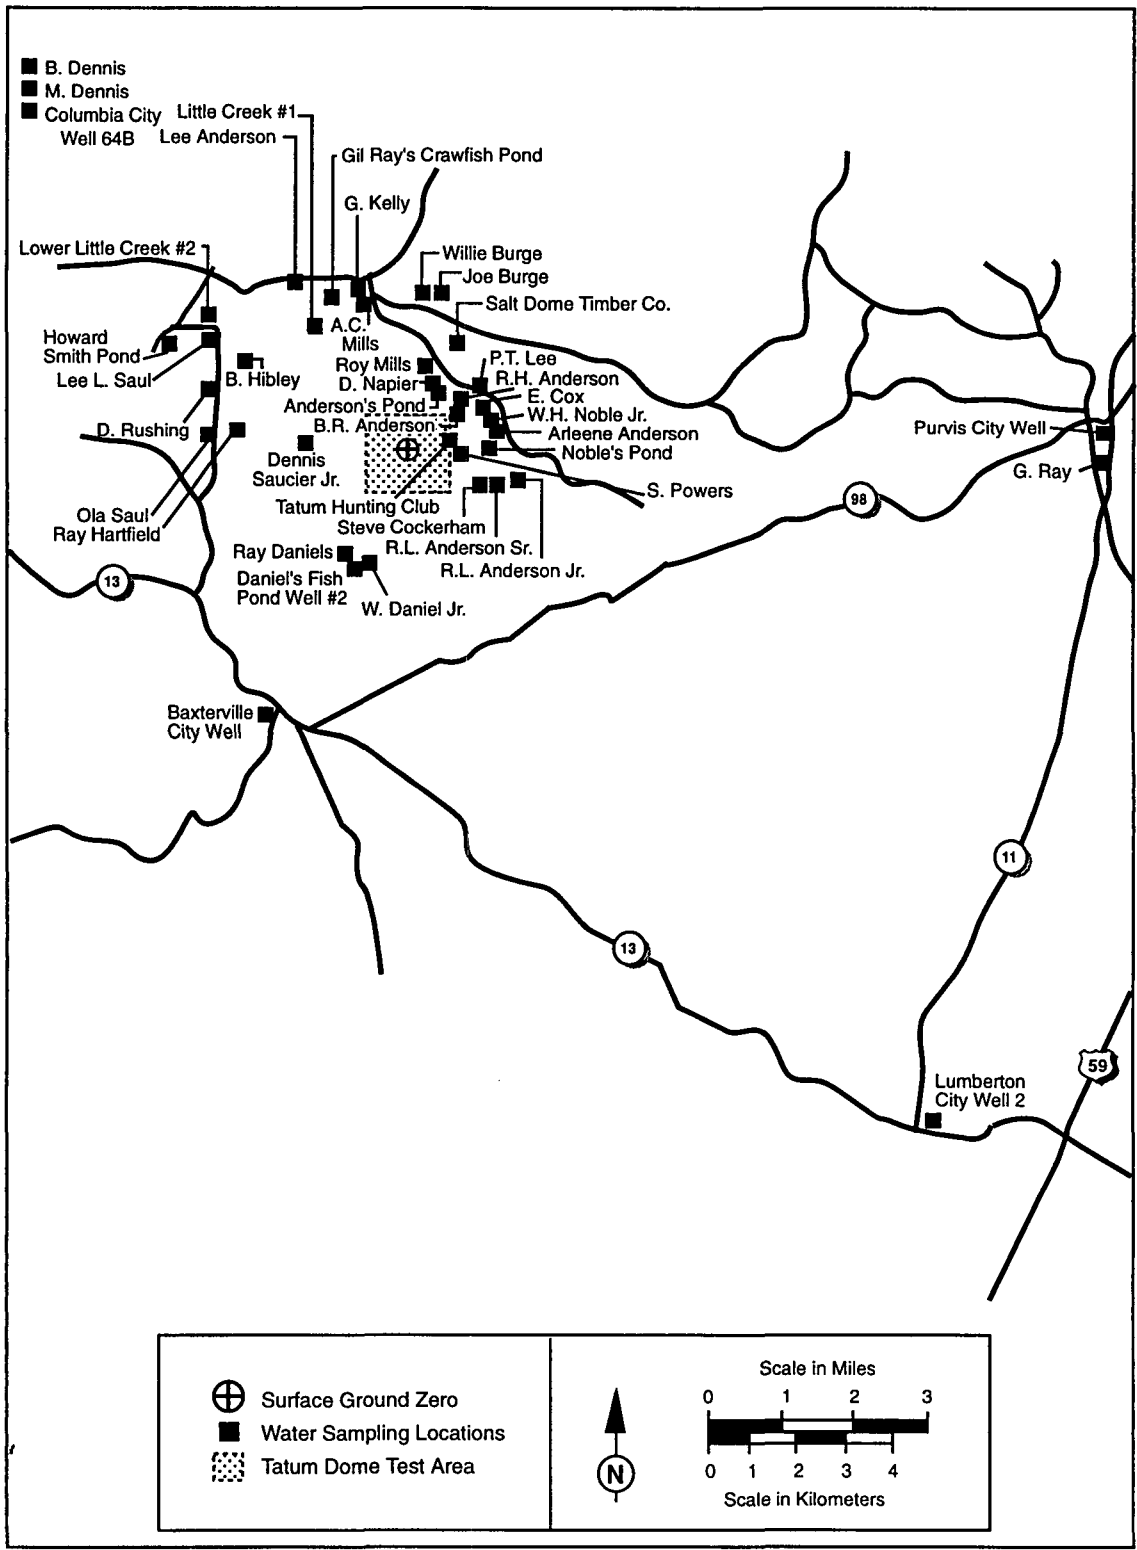 B. Dennis
M. Dennis
Columbia City
Well 64B
Little Creek #1
Lee Anderson
Gil Ray's Crawfish Pond
G. Kelly
Lower Little Creek #2
Willie Burge
Joe Burge
Salt Dome Timber Co.
A.C.
Mills
Howard
Smith Pond
Lee L. Saul
B. Hibley
Roy Mills
P.T. Lee
D. Napier
R.H. Anderson
Anderson's Pond
E. Cox
W.H. Noble Jr.
B.R. Anderson
D. Rushing
Arleene Anderson
Purvis City Well
Noble's Pond
Dennis
Saucier Jr.
G. Ray
S. Powers
98
Tatum Hunting Club
Ola Saul
Steve Cockerham
Ray Hartfield
R.L. Anderson Sr.
Ray Daniels
R.L. Anderson Jr.
13
Daniel's Fish
Pond Well #2
W. Daniel Jr.
Baxterville
City Well
11
13
59
Lumberton
City Well 2
Surface Ground Zero
Water Sampling Locations
Tatum Dome Test Area
N
Scale in Miles
0 1 2 3
0 1 2 3 4
Scale in Kilometers